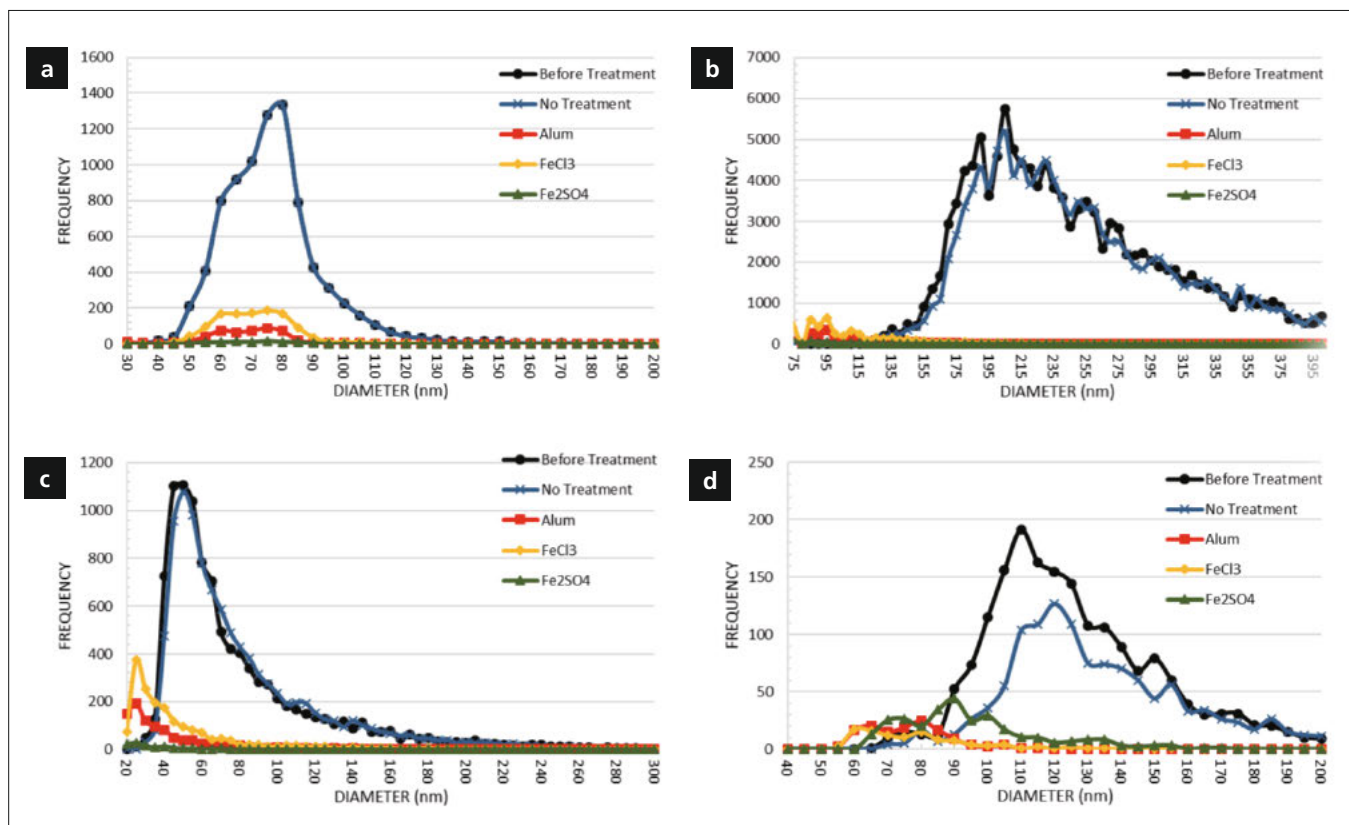 a
1600
1400
1200
1000
800
600
400
200
0
FREQUENCY
Before Treatment
No Treatment
Alum
FeCl3
Fe2SO4
30 40 50 60 70 80 90 100 110 120 130 140 150 160 170 180 190 200
DIAMETER (nm)
b
7000
6000
5000
4000
3000
2000
1000
0
FREQUENCY
Before Treatment
No Treatment
Alum
FeCl3
Fe2SO4
75 95 115 135 155 175 195 215 235 255 275 295 315 335 355 375 395
DIAMETER (nm)
c
1200
1000
800
600
400
200
0
FREQUENCY
Before Treatment
No Treatment
Alum
FeCl3
Fe2SO4
20 40 60 80 100 120 140 160 180 200 220 240 260 280 300
DIAMETER (nm)
d
250
200
150
100
50
0
FREQUENCY
Before Treatment
No Treatment
Alum
FeCl3
Fe2SO4
40 50 60 70 80 90 100 110 120 130 140 150 160 170 180 190 200
DIAMETER (nm)